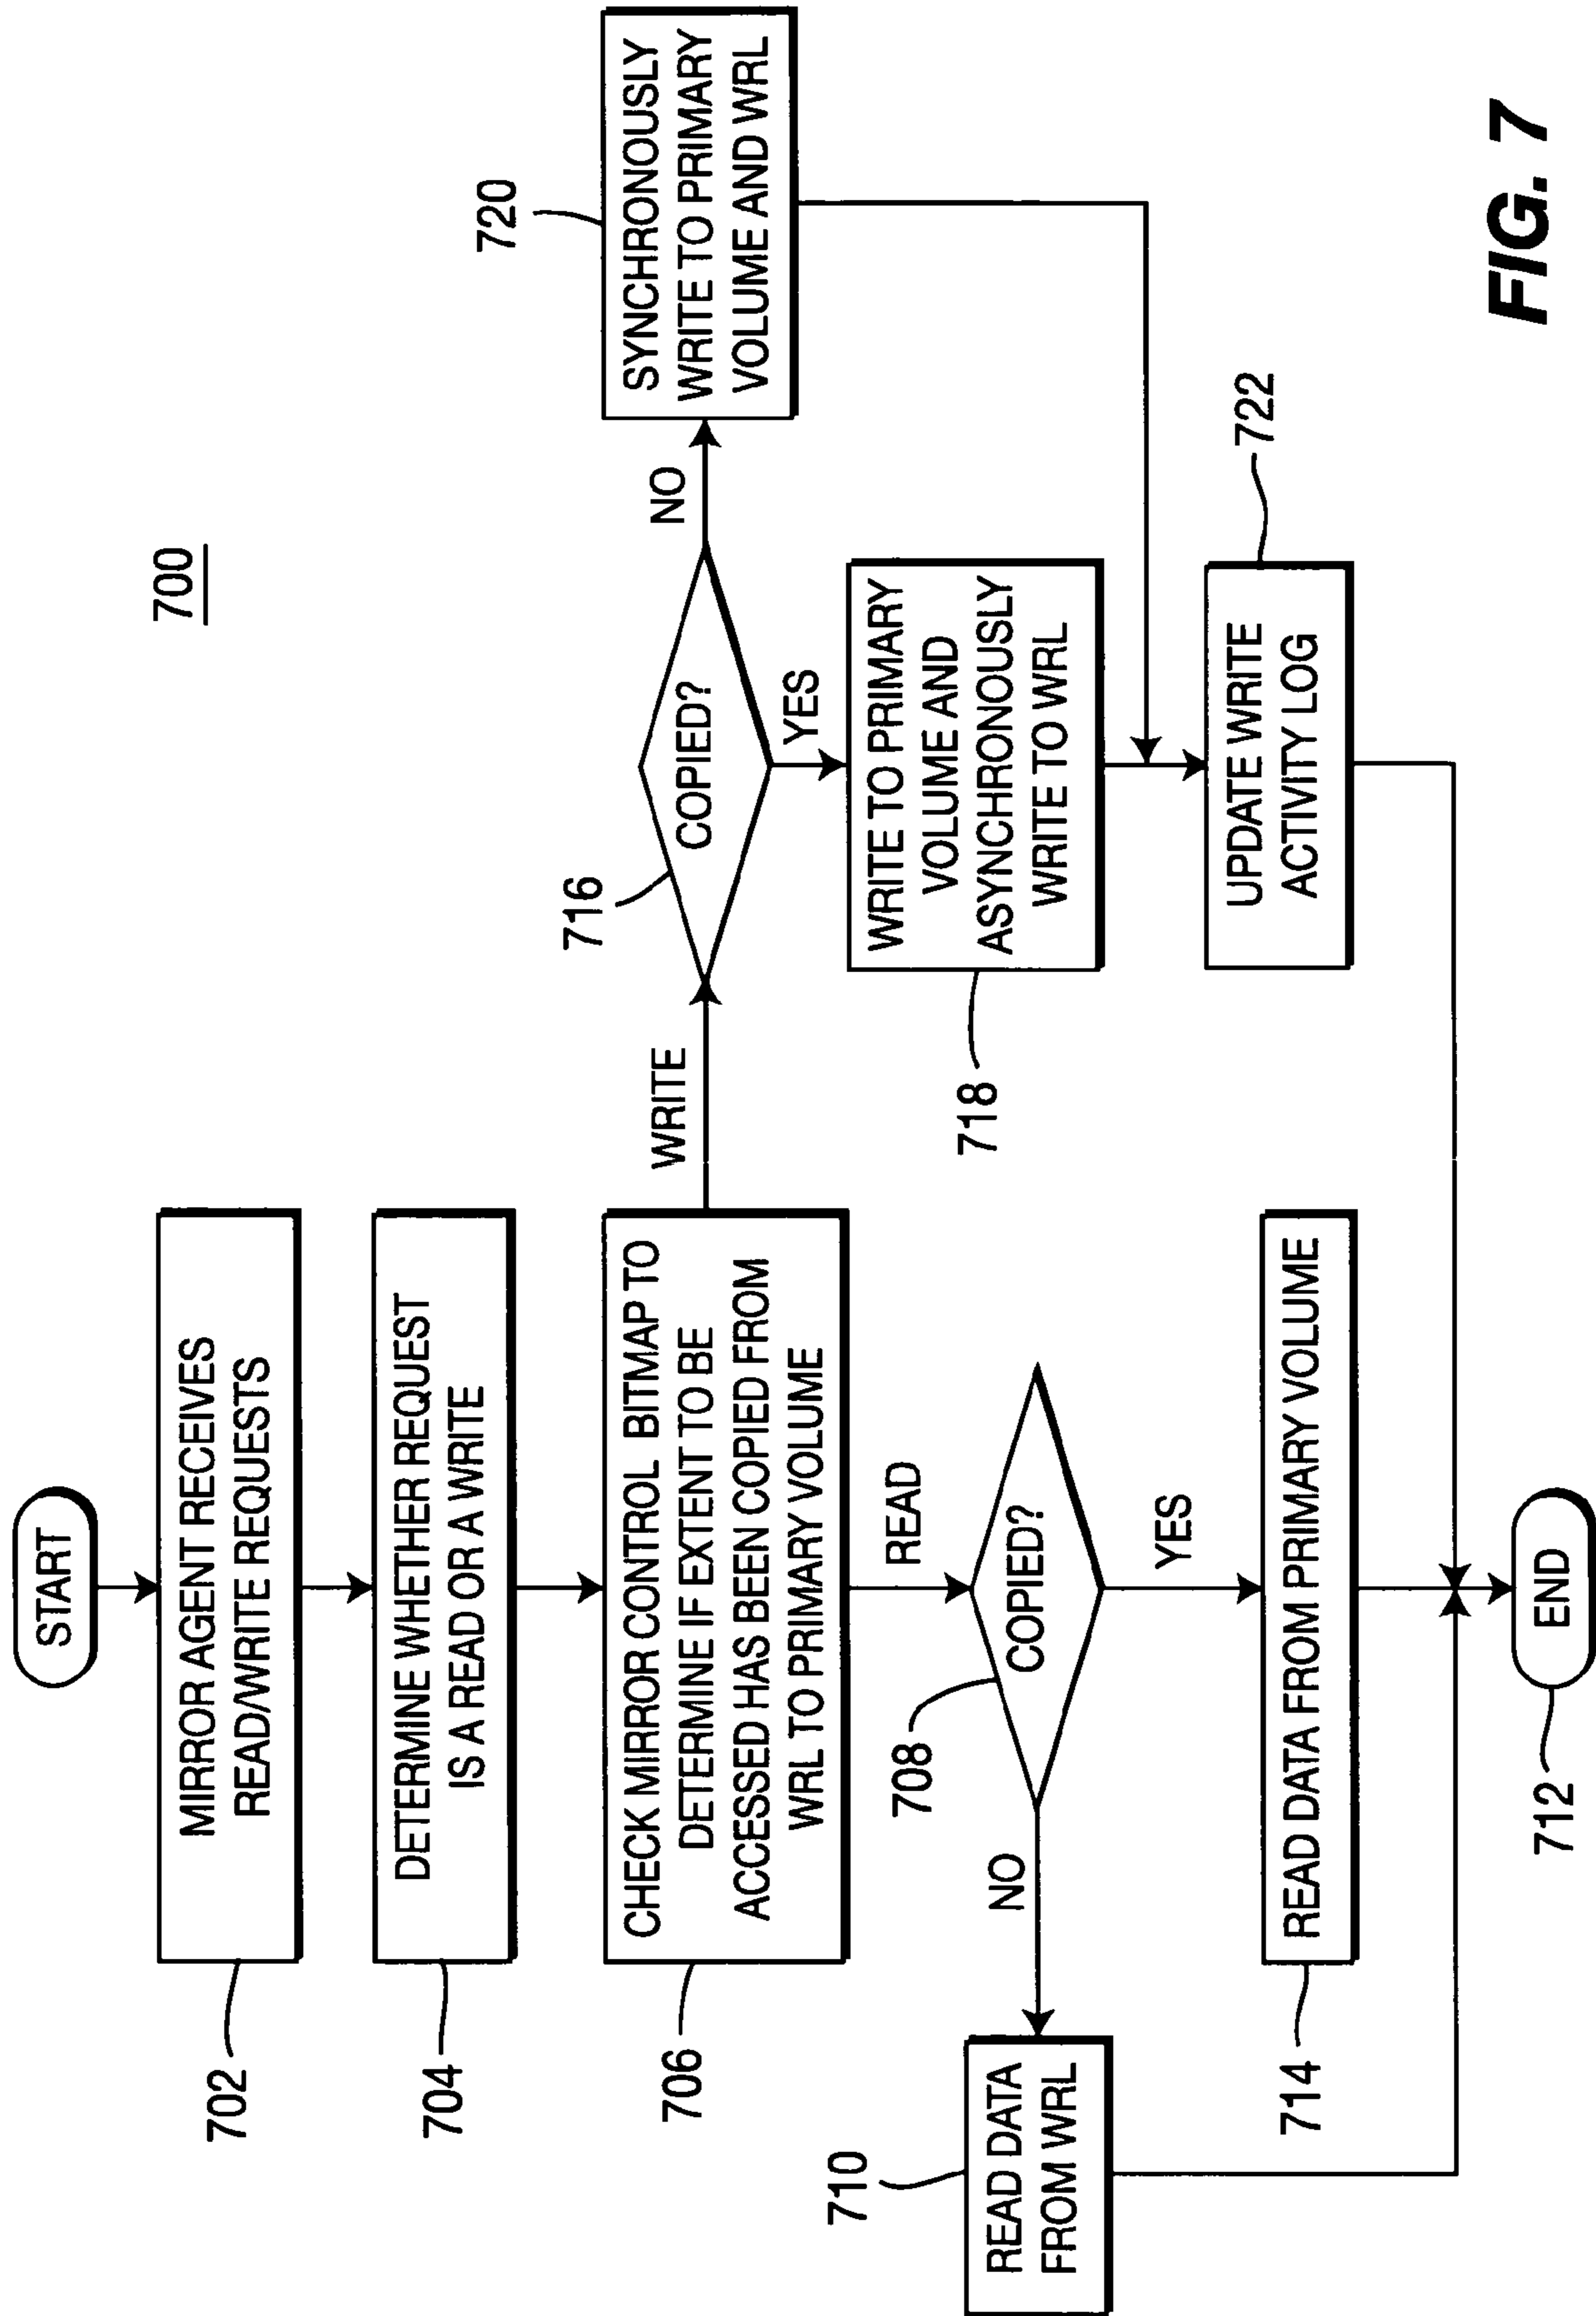 700
START
702
MIRROR AGENT RECEIVES
READ/WRITE REQUESTS
704
DETERMINE WHETHER REQUEST
IS A READ OR A WRITE
706
CHECK MIRROR CONTROL BITMAP TO
DETERMINE IF EXTENT TO BE
ACCESSED HAS BEEN COPIED FROM
WRL TO PRIMARY VOLUME
WRITE
716
COPIED?
NO
720
SYNCHRONOUSLY
WRITE TO PRIMARY
VOLUME AND WRL
YES
718
WRITE TO PRIMARY
VOLUME AND
ASYNCHRONOUSLY
WRITE TO WRL
READ
708
COPIED?
NO
710
READ DATA
FROM WRL
YES
714
READ DATA FROM PRIMARY VOLUME
722
UPDATE WRITE
ACTIVITY LOG
712
END
FIG. 7